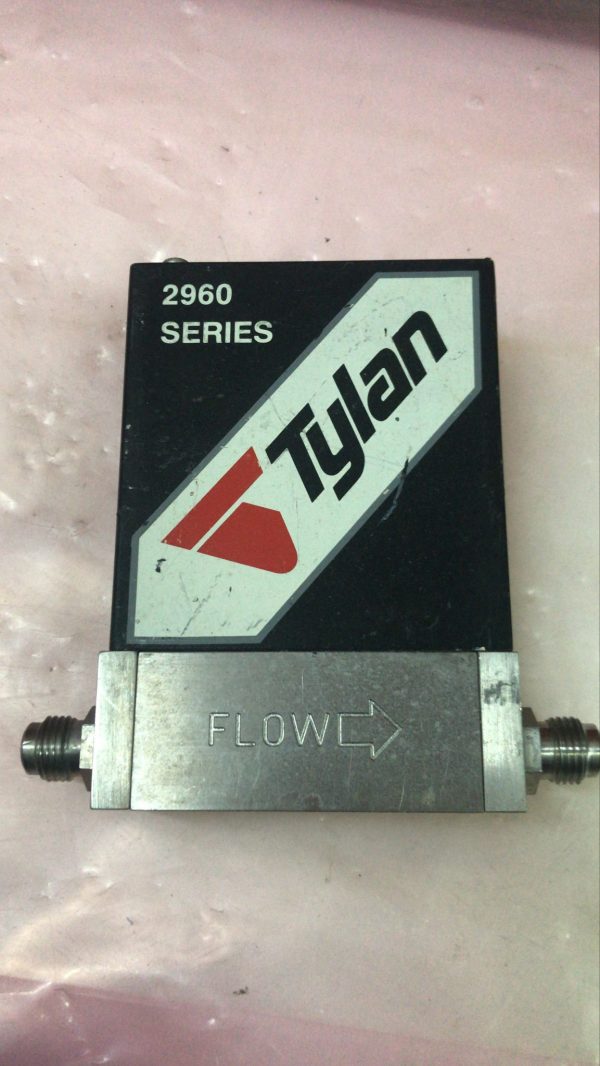 2960
SERIES
Tylan
FLOW